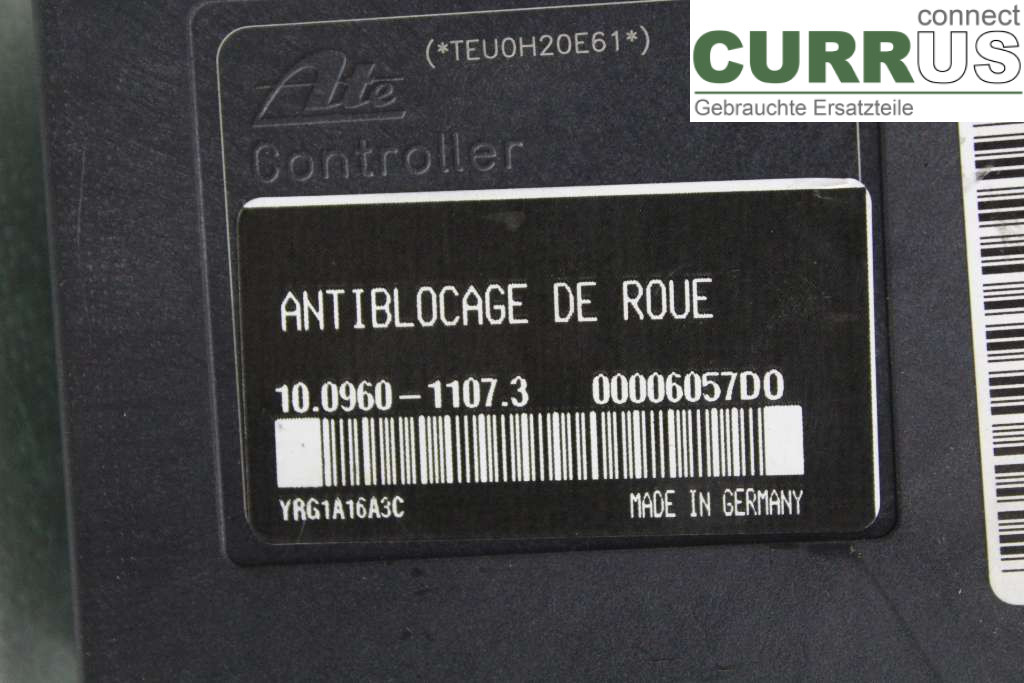 (*TEU0H20E61*)
Ate
Controller
ANTIBLOCAGE DE ROUE
10.0960-1107.3 00006057D0
YRG1A16A3C MADE IN GERMANY
connect
CURRUS
Gebrauchte Ersatzteile